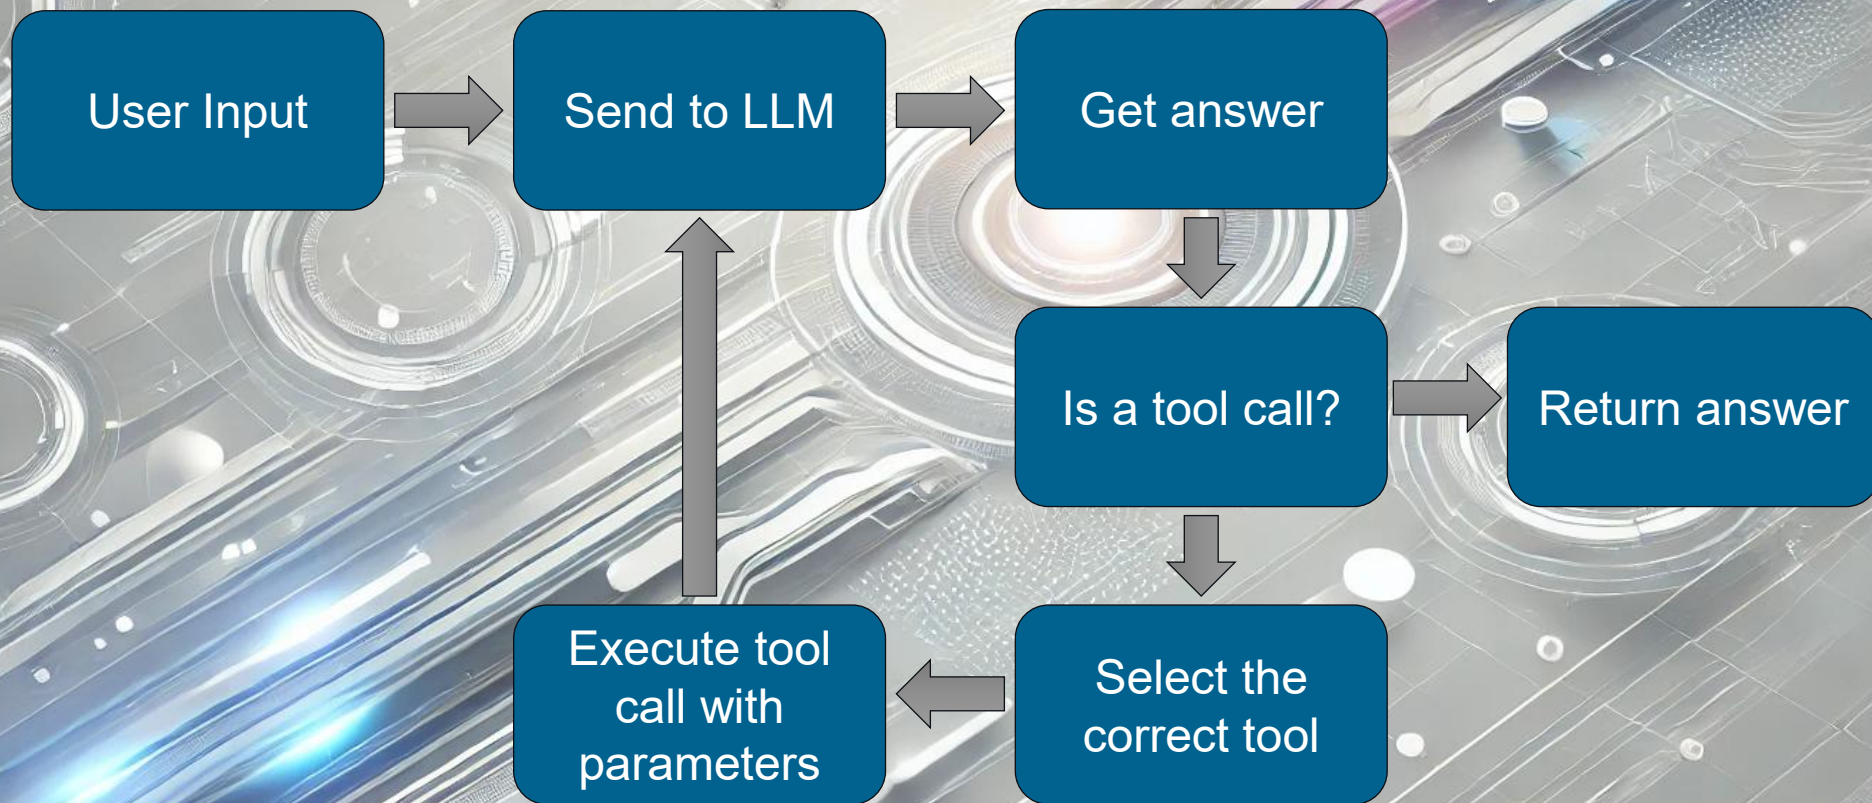 User Input
Send to LLM
Get answer
Is a tool call?
Return answer
Select the
correct tool
Execute tool
call with
parameters